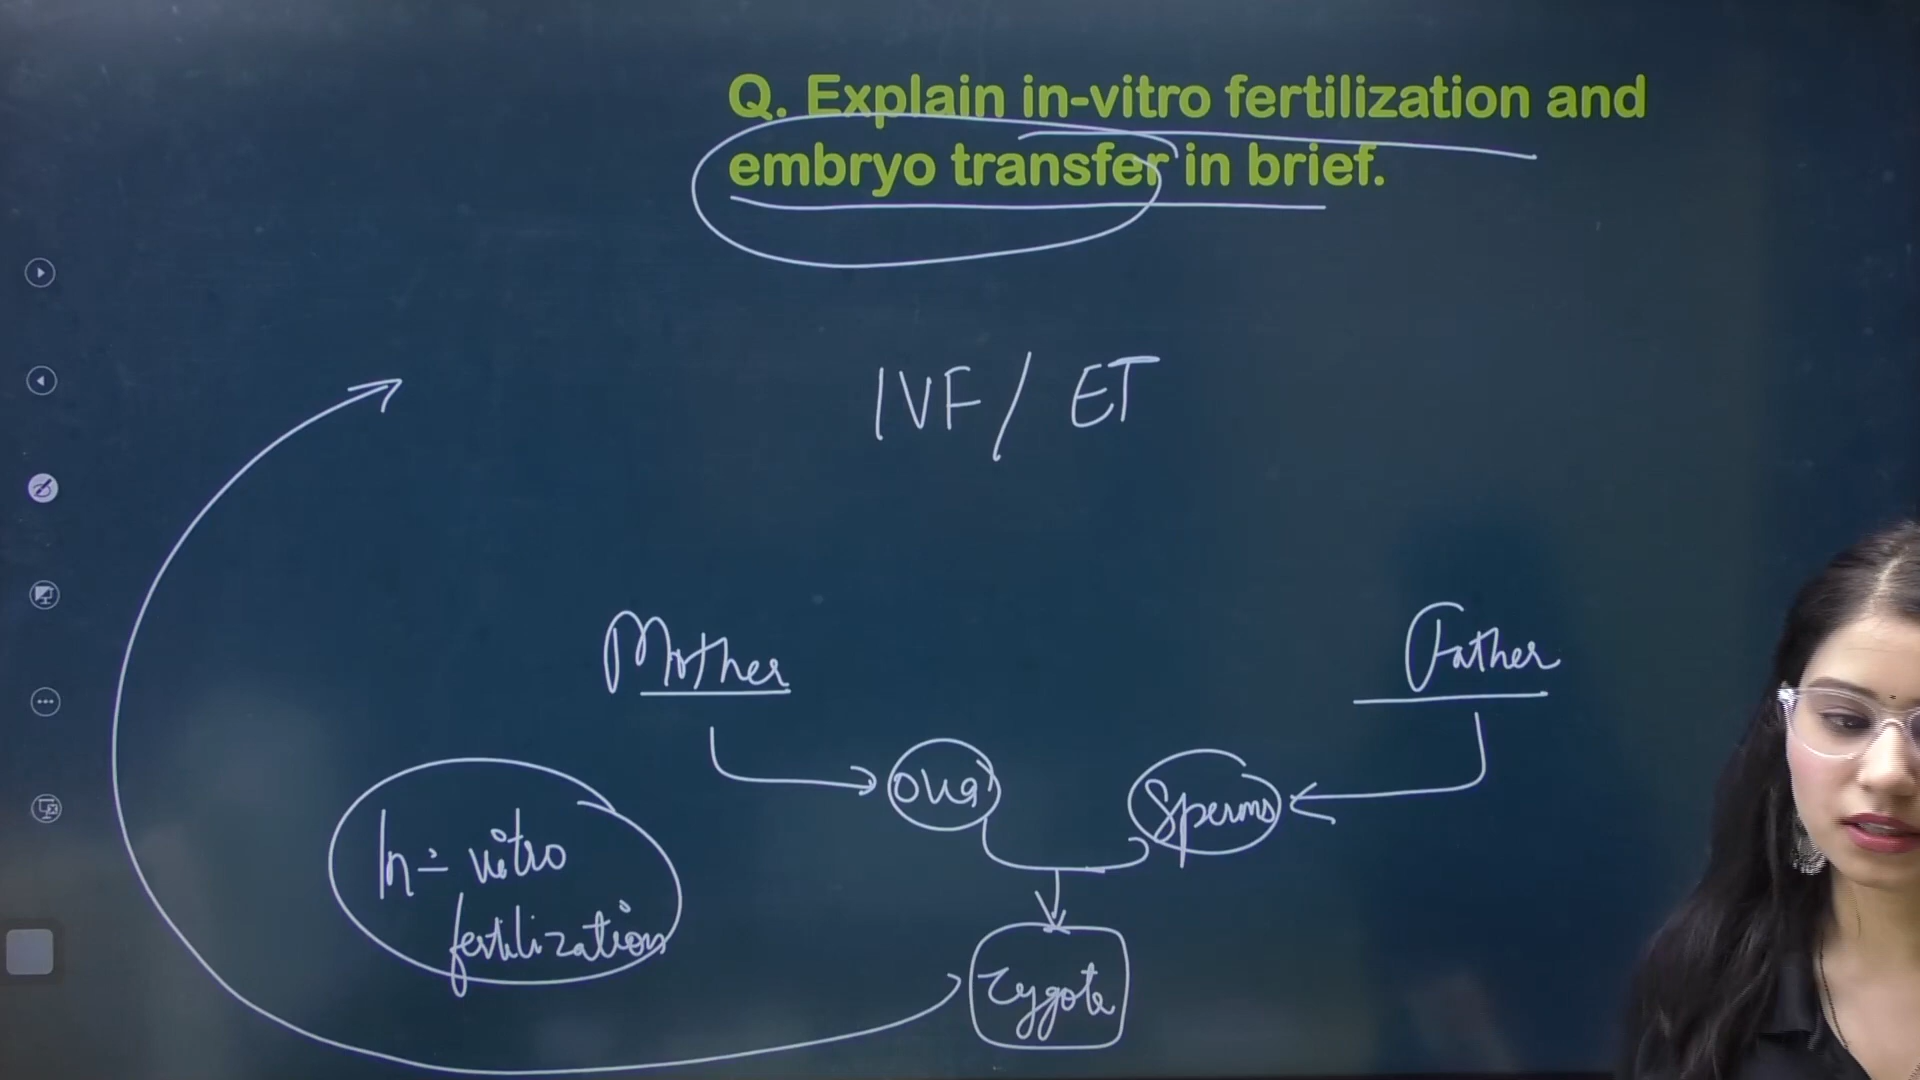 Q. Explain in-vitro fertilization and
embryo transfer in brief.
IVF / ET
Mother
Father
ova
Sperms
In-vitro
fertilization
Zygote